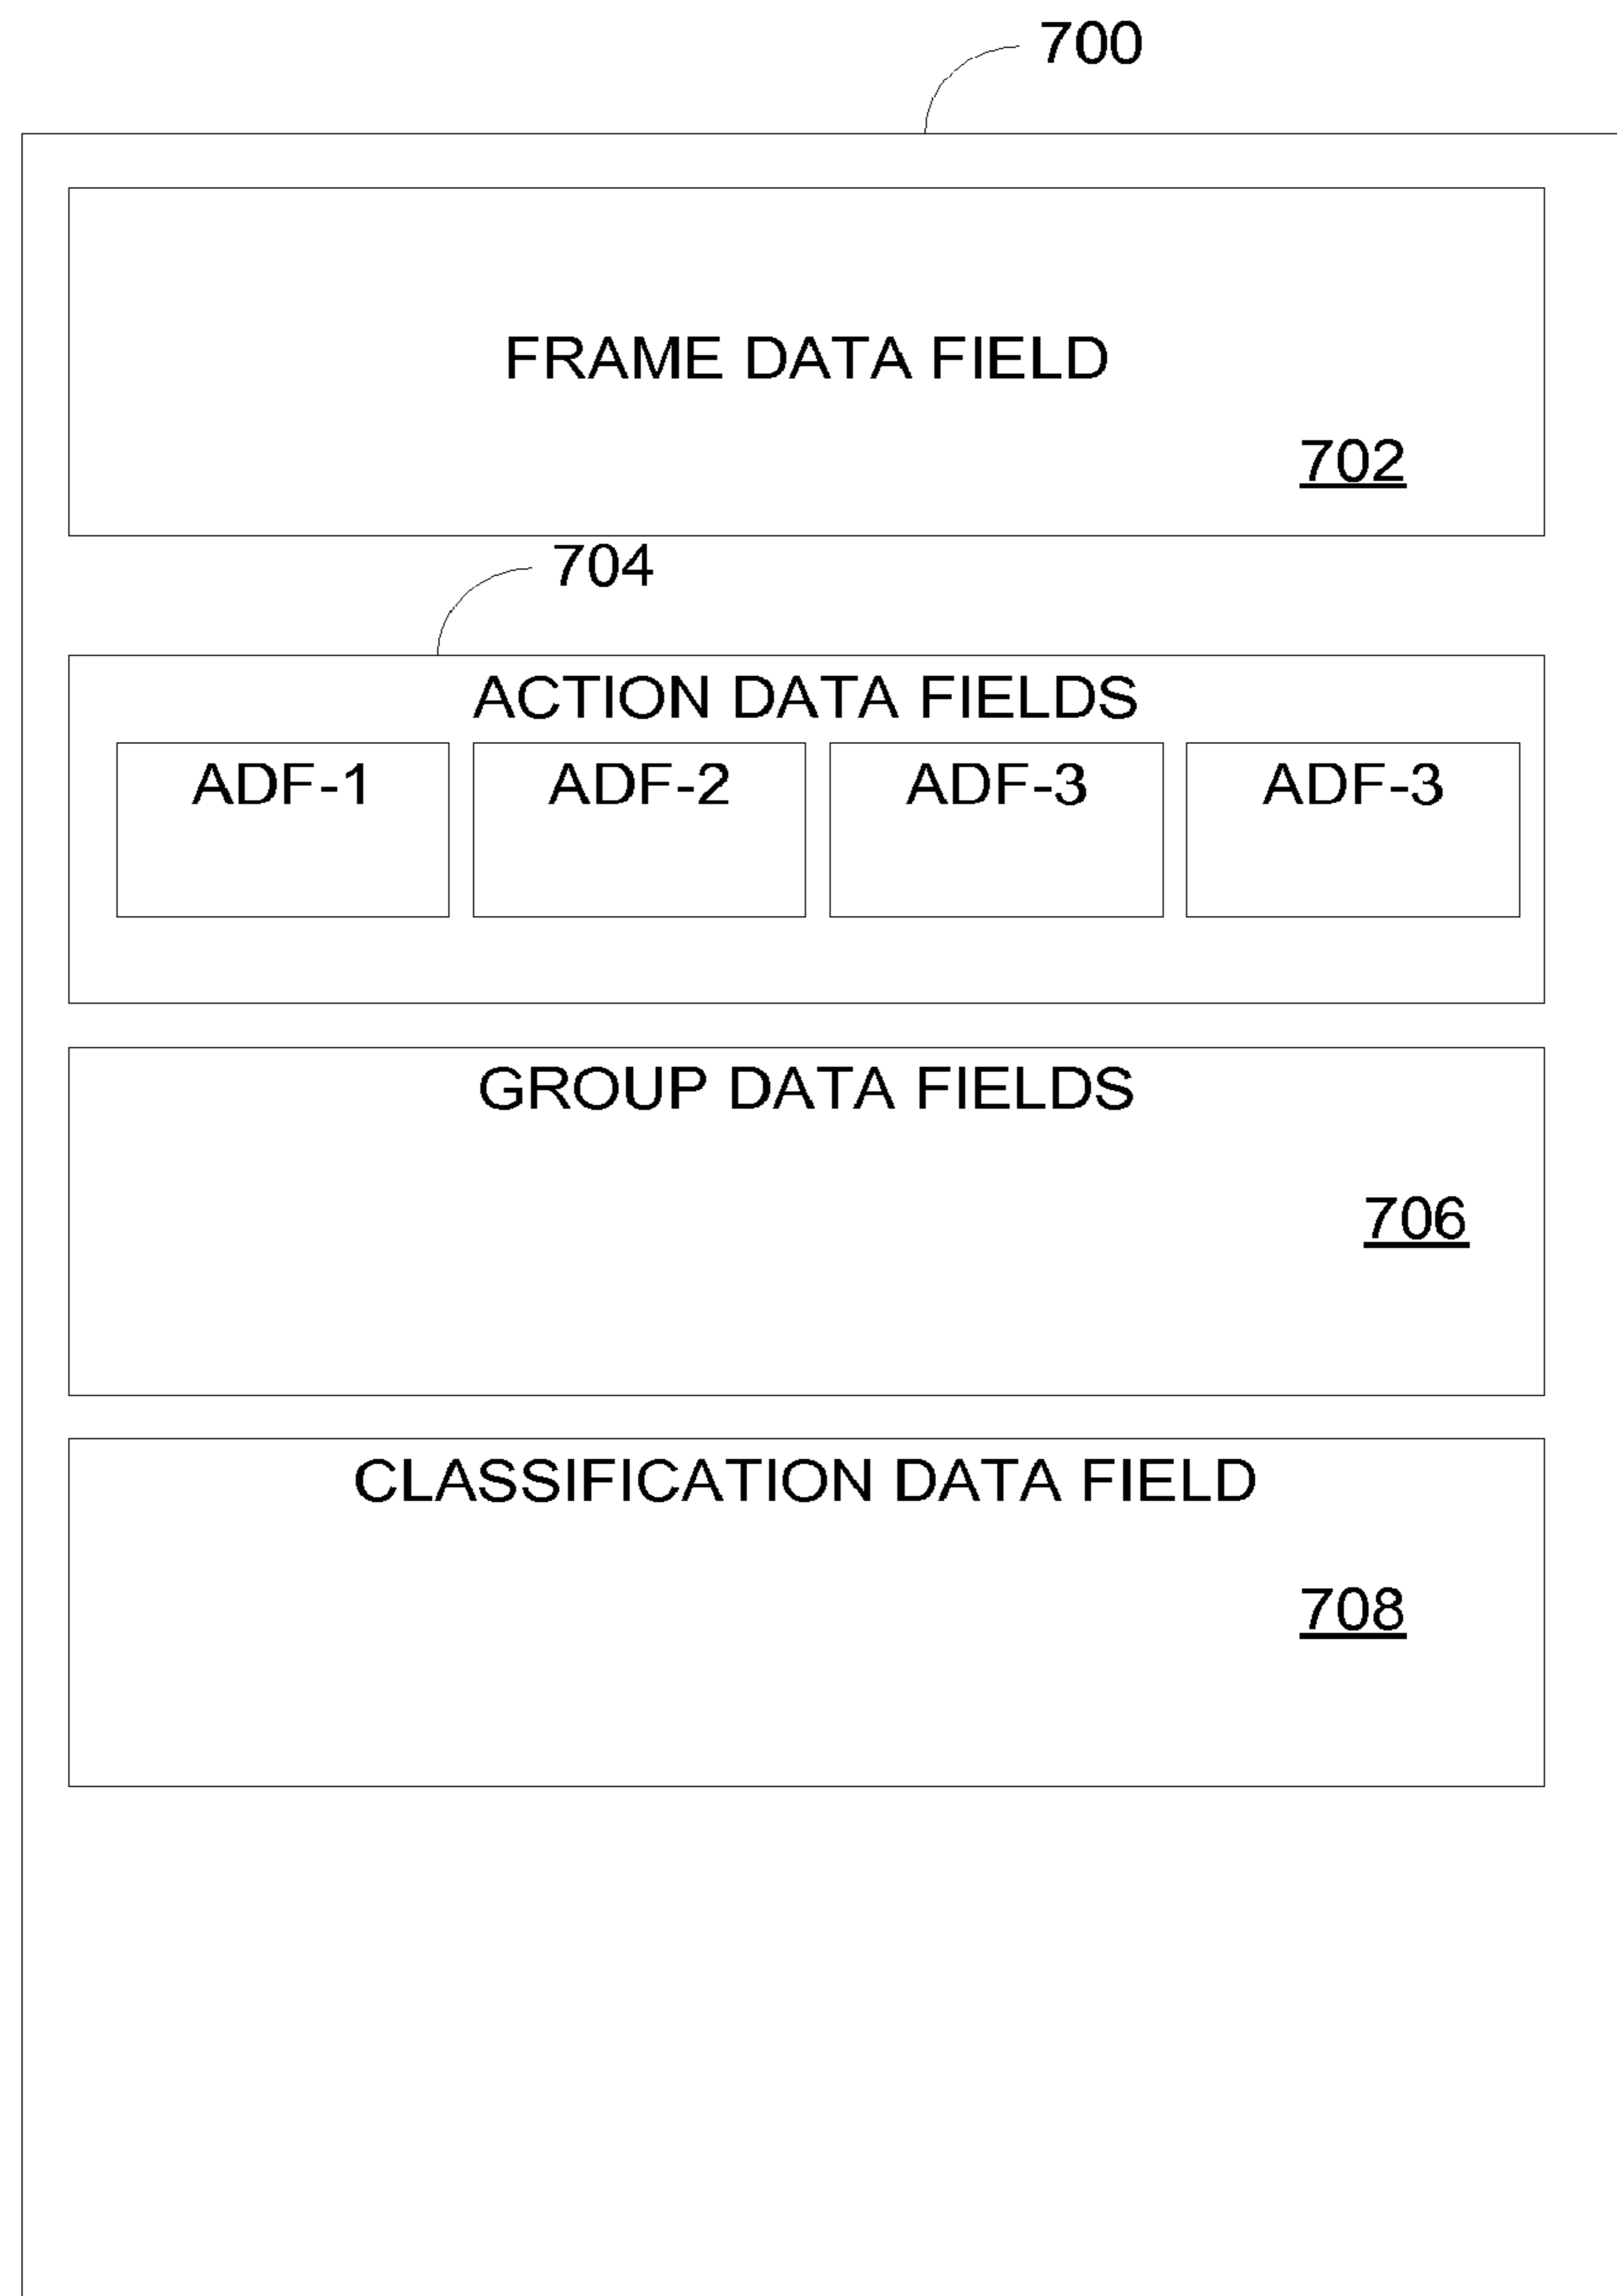 700
FRAME DATA FIELD
702
704
ACTION DATA FIELDS
ADF-1 ADF-2 ADF-3 ADF-3
GROUP DATA FIELDS
706
CLASSIFICATION DATA FIELD
708